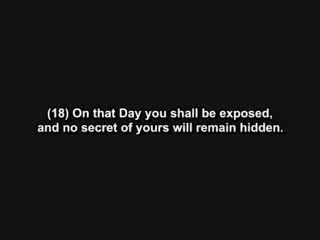 (18) On that Day you shall be exposed,
and no secret of yours will remain hidden.